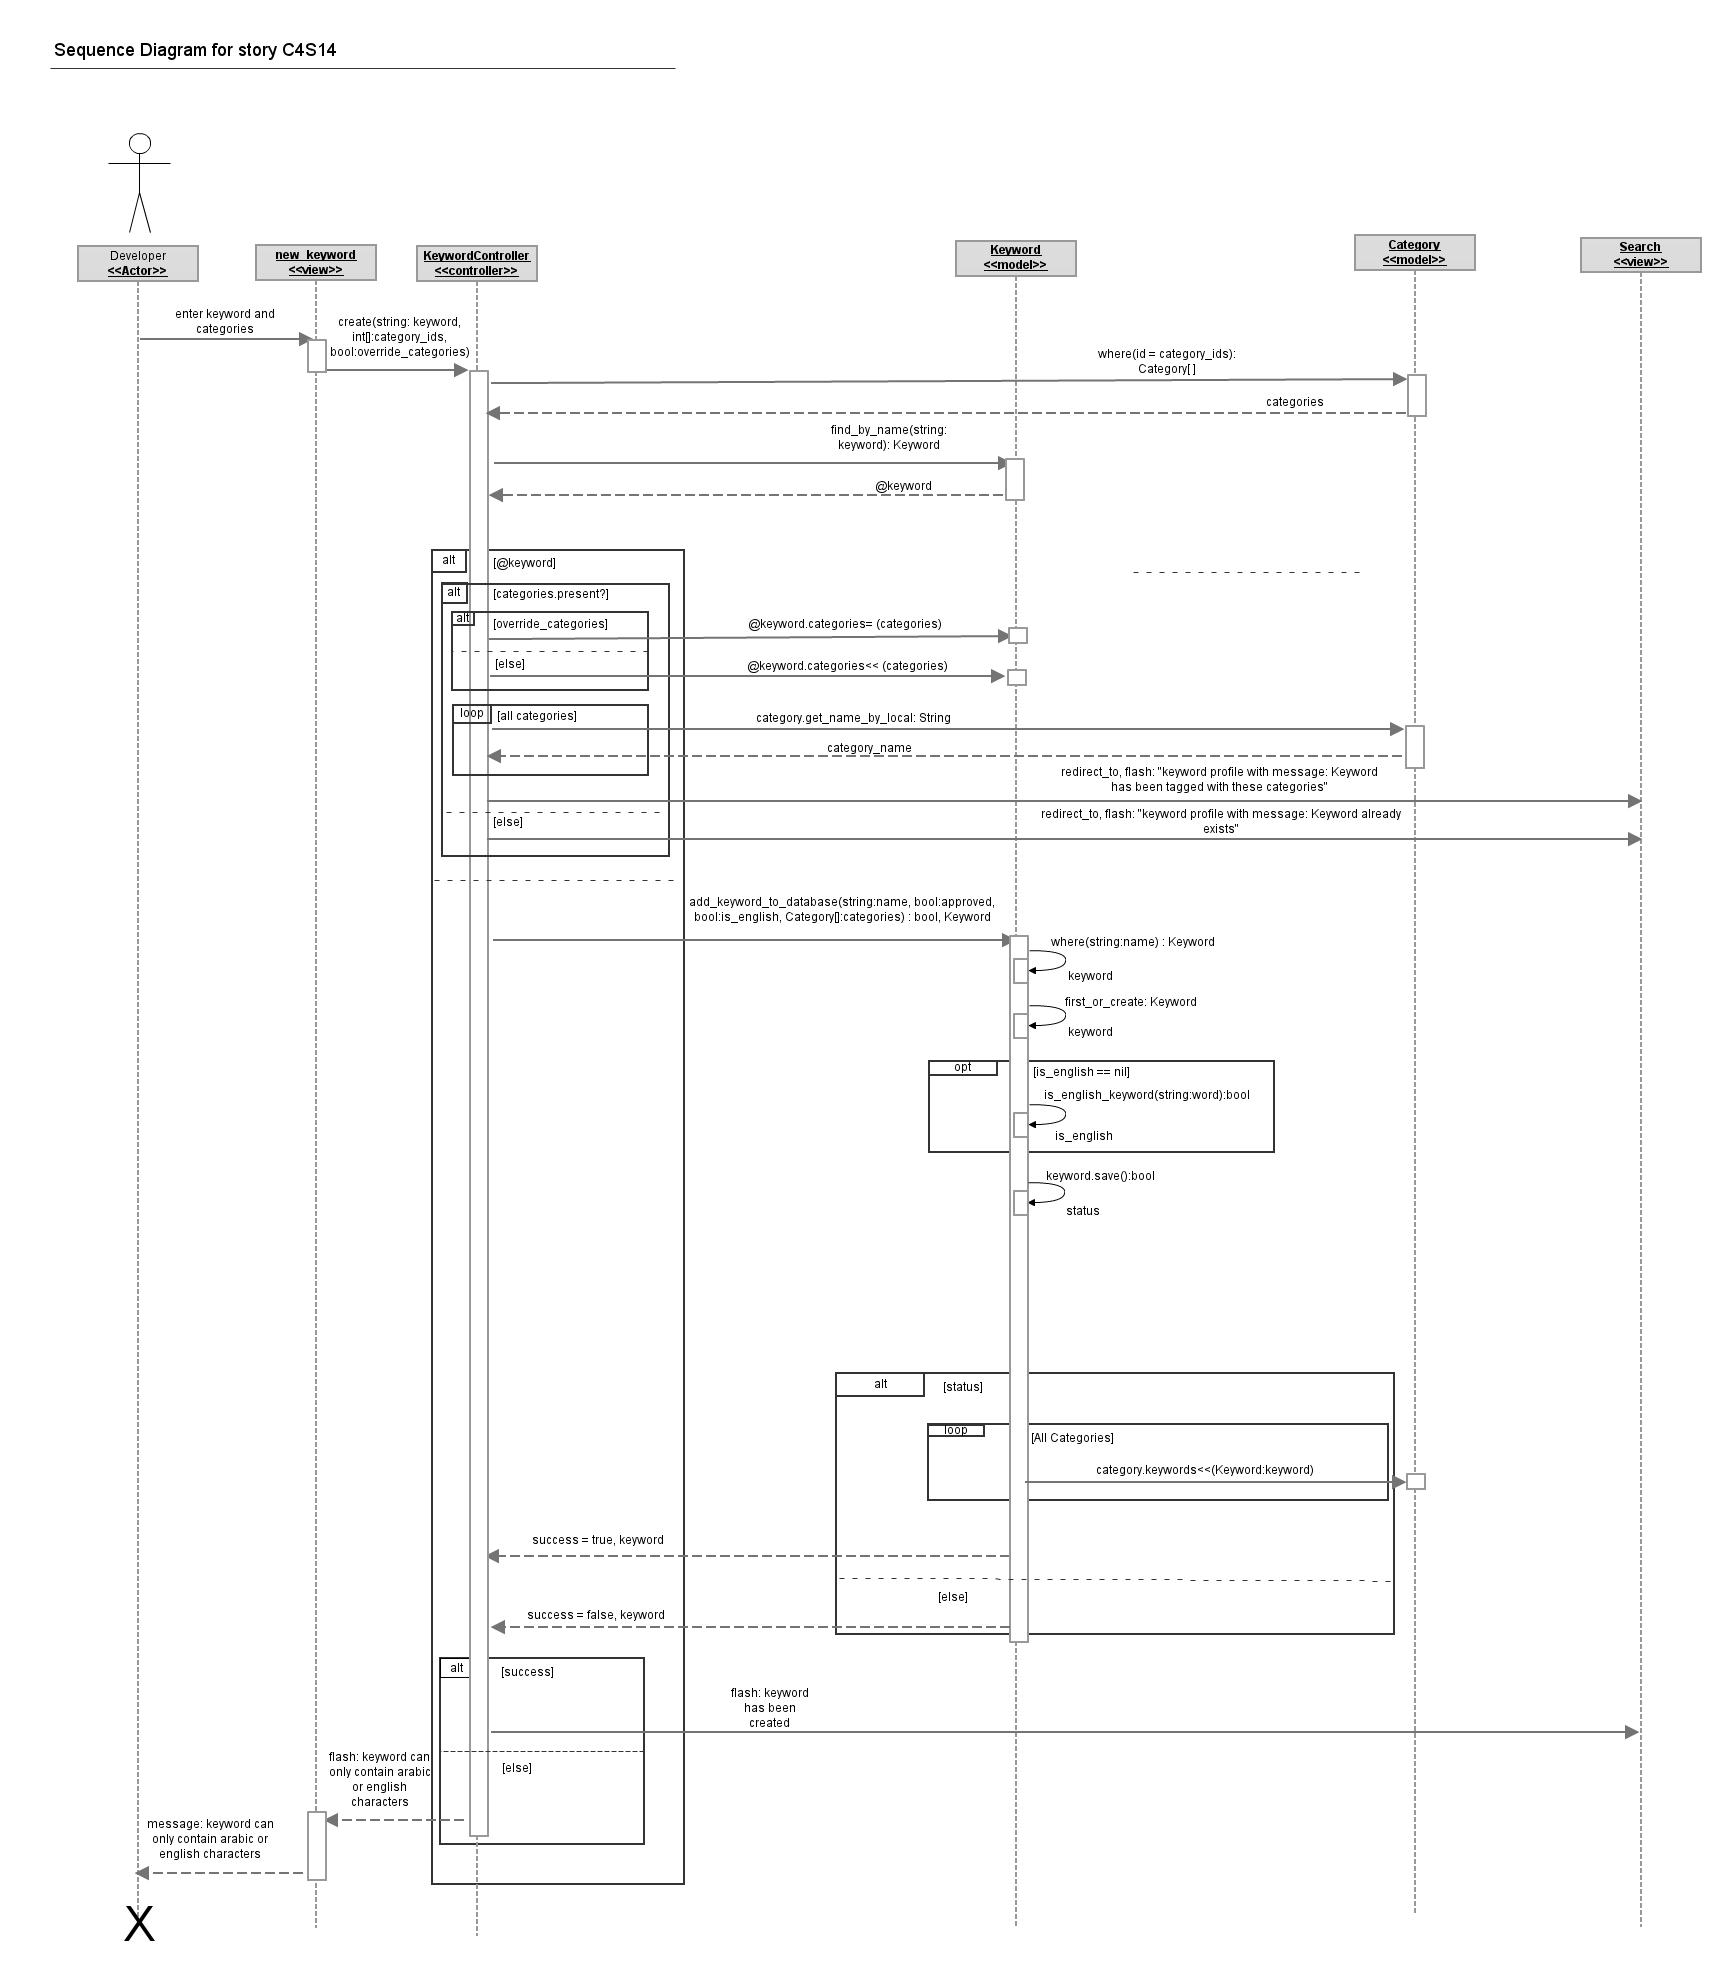 Sequence Diagram for story C4S14
Developer
<<Actor>>
new_keyword
<<view>>
KeywordController
<<controller>>
Keyword
<<model>>
Category
<<model>>
Search
<<view>>
enter keyword and
categories
create(string: keyword,
int[]:category_ids,
bool:override_categories)
where(id = category_ids):
Category[ ]
categories
find_by_name(string:
keyword): Keyword
@keyword
alt
[@keyword]
alt
[categories.present?]
alt
[override_categories]
@keyword.categories= (categories)
[else]
@keyword.categories<< (categories)
loop
[all categories]
category.get_name_by_local: String
category_name
redirect_to, flash: "keyword profile with message: Keyword
has been tagged with these categories"
[else]
redirect_to, flash: "keyword profile with message: Keyword already
exists"
add_keyword_to_database(string:name, bool:approved,
bool:is_english, Category[]:categories) : bool, Keyword
where(string:name) : Keyword
keyword
first_or_create: Keyword
keyword
opt
[is_english == nil]
is_english_keyword(string:word):bool
is_english
keyword.save():bool
status
alt
[status]
loop
[All Categories]
category.keywords<<(Keyword:keyword)
success = true, keyword
[else]
success = false, keyword
alt
[success]
flash: keyword
has been
created
[else]
flash: keyword can
only contain arabic
or english
characters
message: keyword can
only contain arabic or
english characters
X